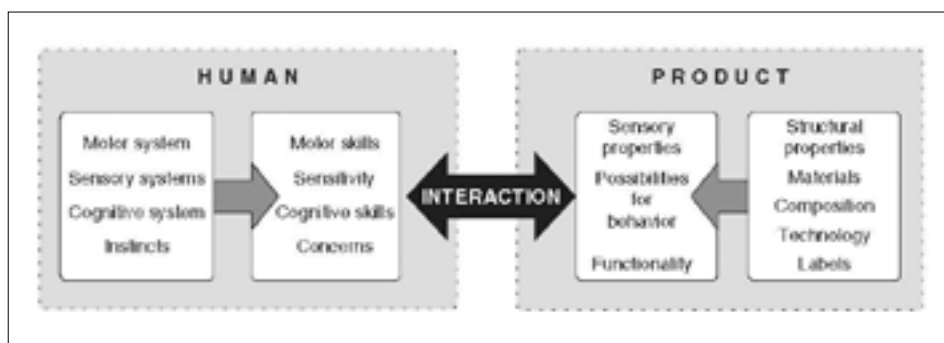 HUMAN
Motor system
Sensory systems
Cognitive system
Instincts
Motor skills
Sensitivity
Cognitive skills
Concerns
INTERACTION
PRODUCT
Sensory
properties
Possibilities
for
behavior
Functionality
Structural
properties
Materials
Composition
Technology
Labels